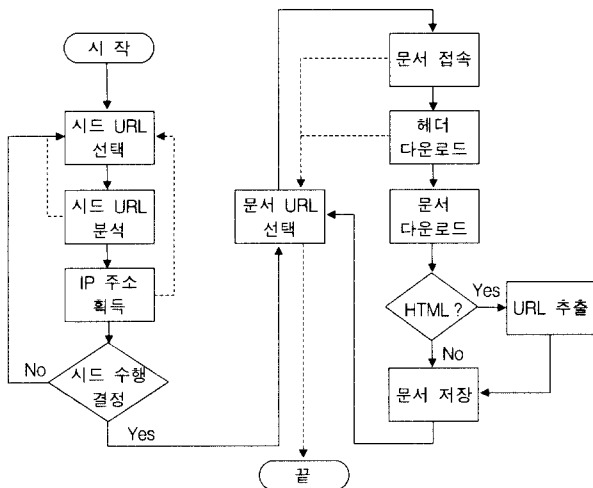 시 작
시드 URL
선택
시드 URL
분석
IP 주소
획득
No
시드 수행
결정
Yes
문서 URL
선택
끝
문서 접속
헤더
다운로드
문서
다운로드
HTML ?
Yes
URL 추출
No
문서 저장